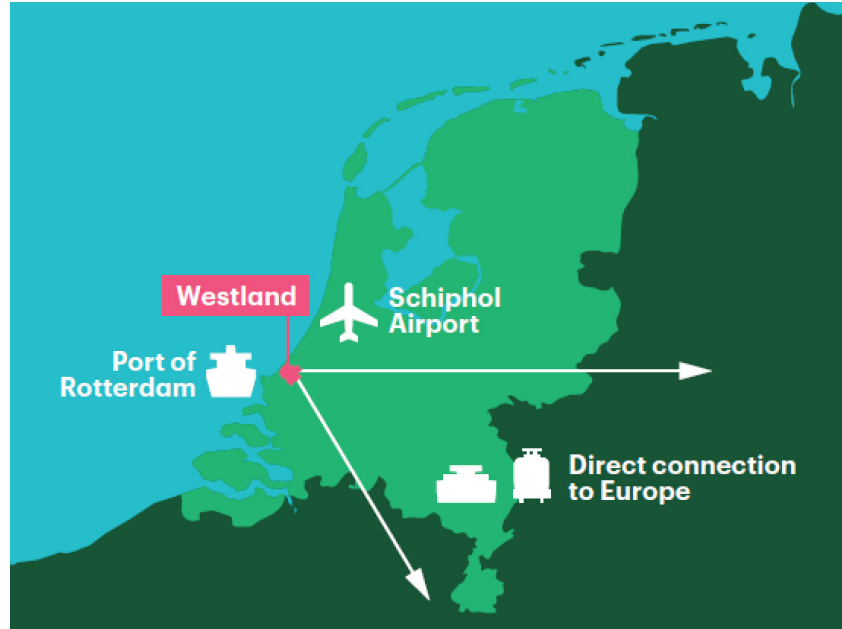 Westland
Schiphol
Airport
Port of
Rotterdam
Direct connection
to Europe